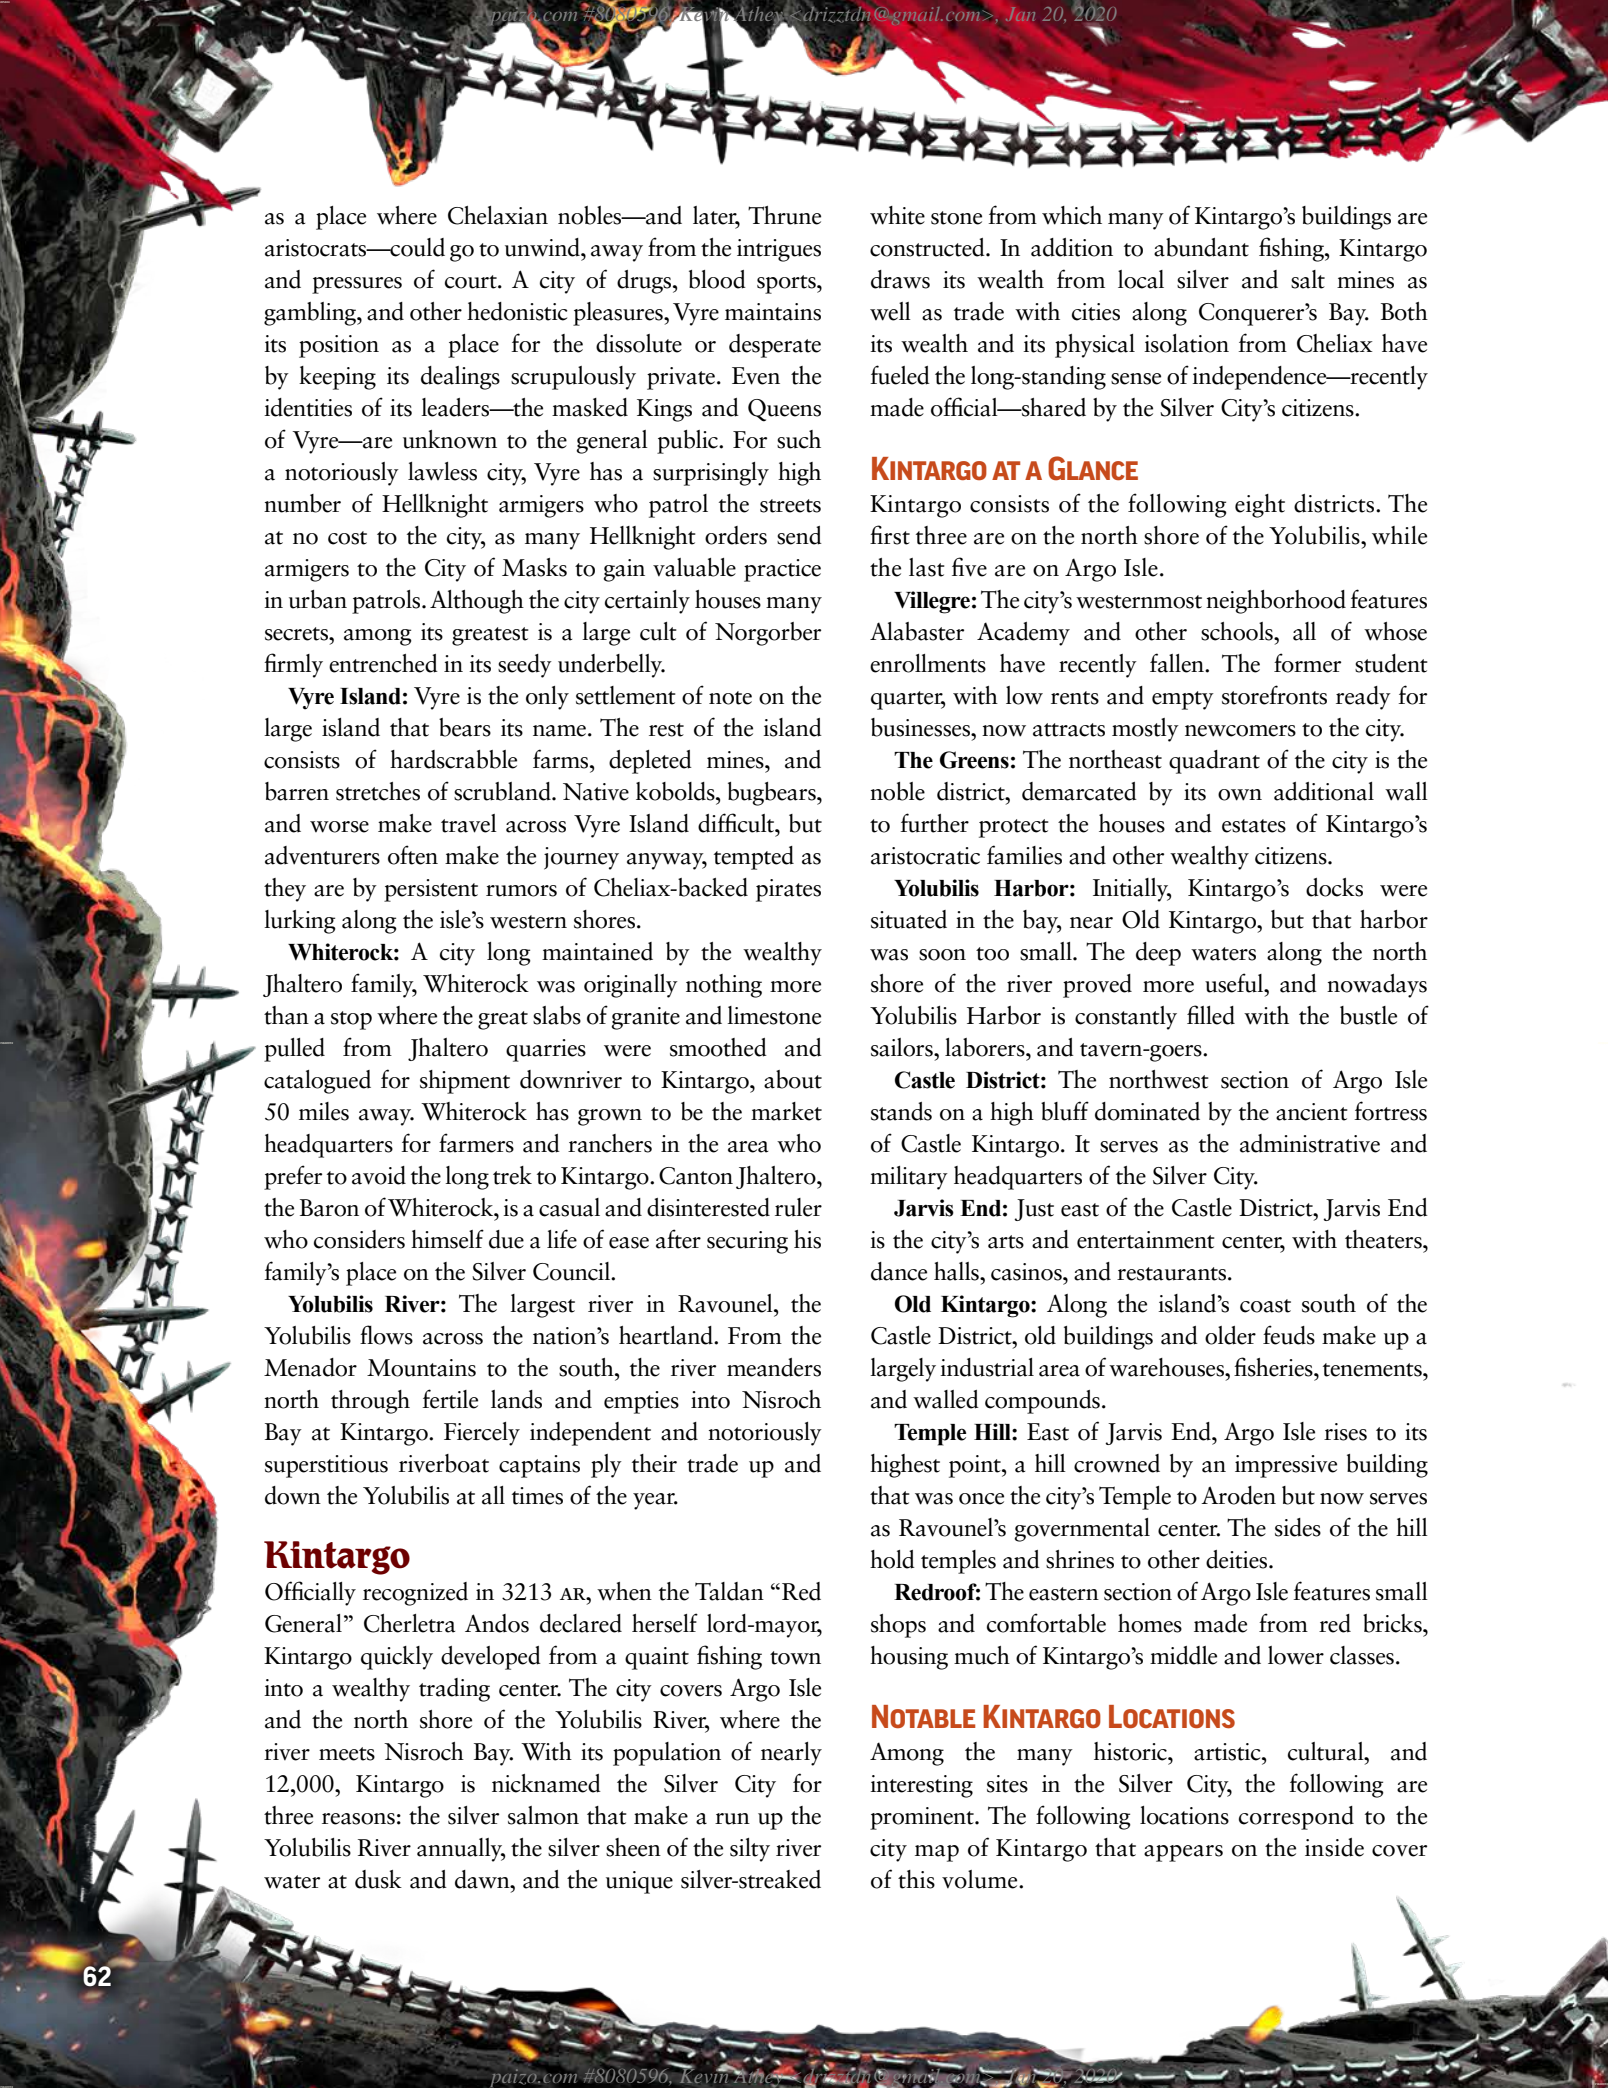 paizo.com #8080596, Kevin Athey <drizztdn@gmail.com>, Jan 20, 2020
as a place where Chelaxian nobles—and later, Thrune
aristocrats—could go to unwind, away from the intrigues
and pressures of court. A city of drugs, blood sports,
gambling, and other hedonistic pleasures, Vyre maintains
its position as a place for the dissolute or desperate
by keeping its dealings scrupulously private. Even the
identities of its leaders—the masked Kings and Queens
of Vyre—are unknown to the general public. For such
a notoriously lawless city, Vyre has a surprisingly high
number of Hellknight armigers who patrol the streets
at no cost to the city, as many Hellknight orders send
armigers to the City of Masks to gain valuable practice
in urban patrols. Although the city certainly houses many
secrets, among its greatest is a large cult of Norgorber
firmly entrenched in its seedy underbelly.
Vyre Island: Vyre is the only settlement of note on the
large island that bears its name. The rest of the island
consists of hardscrabble farms, depleted mines, and
barren stretches of scrubland. Native kobolds, bugbears,
and worse make travel across Vyre Island difficult, but
adventurers often make the journey anyway, tempted as
they are by persistent rumors of Cheliax-backed pirates
lurking along the isle's western shores.
Whiterock: A city long maintained by the wealthy
Jhaltero family, Whiterock was originally nothing more
than a stop where the great slabs of granite and limestone
pulled from Jhaltero quarries were smoothed and
catalogued for shipment downriver to Kintargo, about
50 miles away. Whiterock has grown to be the market
headquarters for farmers and ranchers in the area who
prefer to avoid the long trek to Kintargo. Canton Jhaltero,
the Baron of Whiterock, is a casual and disinterested ruler
who considers himself due a life of ease after securing his
family's place on the Silver Council.
Yolubilis River: The largest river in Ravounel, the
Yolubilis flows across the nation's heartland. From the
Menador Mountains to the south, the river meanders
north through fertile lands and empties into Nisroch
Bay at Kintargo. Fiercely independent and notoriously
superstitious riverboat captains ply their trade up and
down the Yolubilis at all times of the year.
Kintargo
Officially recognized in 3213 AR, when the Taldan “Red
General” Cherletra Andos declared herself lord-mayor,
Kintargo quickly developed from a quaint fishing town
into a wealthy trading center. The city covers Argo Isle
and the north shore of the Yolubilis River, where the
river meets Nisroch Bay. With its population of nearly
12,000, Kintargo is nicknamed the Silver City for
three reasons: the silver salmon that make a run up the
Yolubilis River annually, the silver sheen of the silty river
water at dusk and dawn, and the unique silver-streaked
white stone from which many of Kintargo's buildings are
constructed. In addition to abundant fishing, Kintargo
draws its wealth from local silver and salt mines as
well as trade with cities along Conquerer's Bay. Both
its wealth and its physical isolation from Cheliax have
fueled the long-standing sense of independence—recently
made official—shared by the Silver City's citizens.
Kintargo at a Glance
Kintargo consists of the following eight districts. The
first three are on the north shore of the Yolubilis, while
the last five are on Argo Isle.
Villegre: The city's westernmost neighborhood features
Alabaster Academy and other schools, all of whose
enrollments have recently fallen. The former student
quarter, with low rents and empty storefronts ready for
businesses, now attracts mostly newcomers to the city.
The Greens: The northeast quadrant of the city is the
noble district, demarcated by its own additional wall
to further protect the houses and estates of Kintargo's
aristocratic families and other wealthy citizens.
Yolubilis Harbor: Initially, Kintargo's docks were
situated in the bay, near Old Kintargo, but that harbor
was soon too small. The deep waters along the north
shore of the river proved more useful, and nowadays
Yolubilis Harbor is constantly filled with the bustle of
sailors, laborers, and tavern-goers.
Castle District: The northwest section of Argo Isle
stands on a high bluff dominated by the ancient fortress
of Castle Kintargo. It serves as the administrative and
military headquarters of the Silver City.
Jarvis End: Just east of the Castle District, Jarvis End
is the city's arts and entertainment center, with theaters,
dance halls, casinos, and restaurants.
Old Kintargo: Along the island's coast south of the
Castle District, old buildings and older feuds make up a
largely industrial area of warehouses, fisheries, tenements,
and walled compounds.
Temple Hill: East of Jarvis End, Argo Isle rises to its
highest point, a hill crowned by an impressive building
that was once the city's Temple to Aroden but now serves
as Ravounel's governmental center. The sides of the hill
hold temples and shrines to other deities.
Redroof: The eastern section of Argo Isle features small
shops and comfortable homes made from red bricks,
housing much of Kintargo's middle and lower classes.
Notable Kintargo Locations
Among the many historic, artistic, cultural, and
interesting sites in the Silver City, the following are
prominent. The following locations correspond to the
city map of Kintargo that appears on the inside cover
of this volume.
62
paizo.com #8080596, Kevin Athey <drizztdn@gmail.com>, Jan 20, 2020